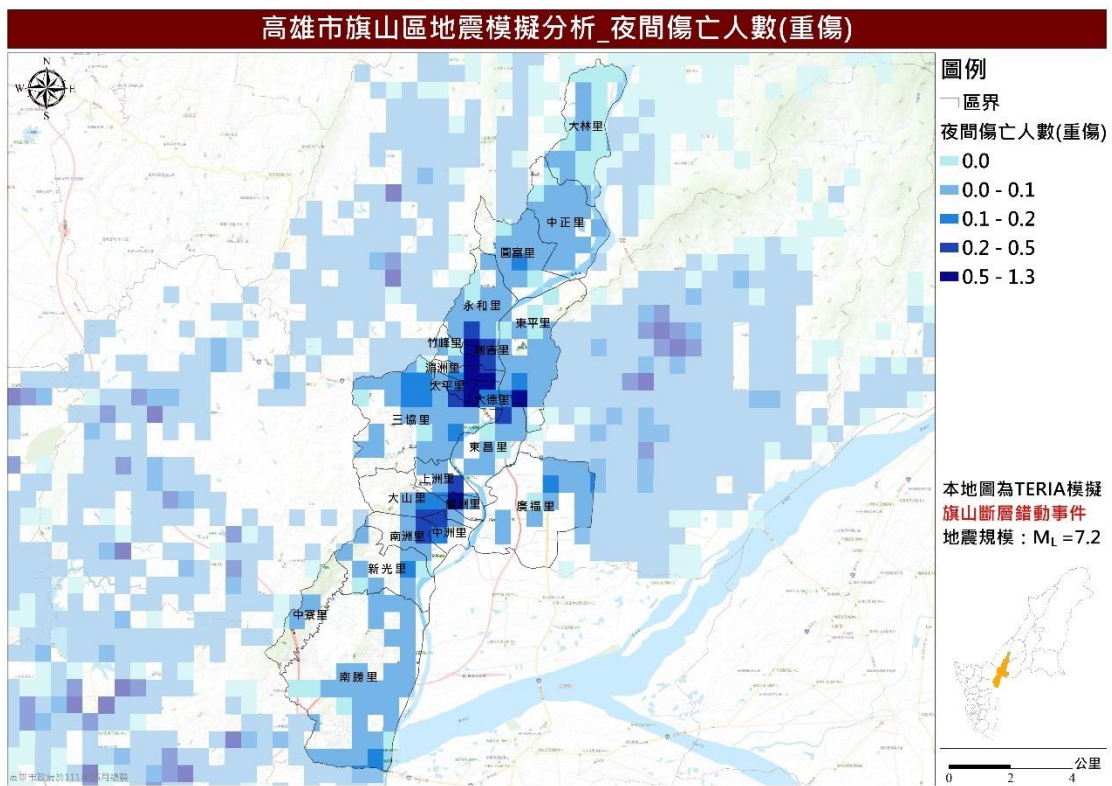 高雄市旗山區地震模擬分析_夜間傷亡人數(重傷)
N
W
E
S
圖例
區界
夜間傷亡人數(重傷)
0.0
0.0 - 0.1
0.1 - 0.2
0.2 - 0.5
0.5 - 1.3
大林里
中正里
圓富里
永和里
東平里
竹峰里
瑞吉里
湄洲里
太平里
大德里
三協里
東昌里
上洲里
大山里
廣福里
南洲里
中洲里
新光里
中寮里
南勝里
本地圖為TERIA模擬
旗山斷層錯動事件
地震規模：ML =7.2
公里
0
2
4